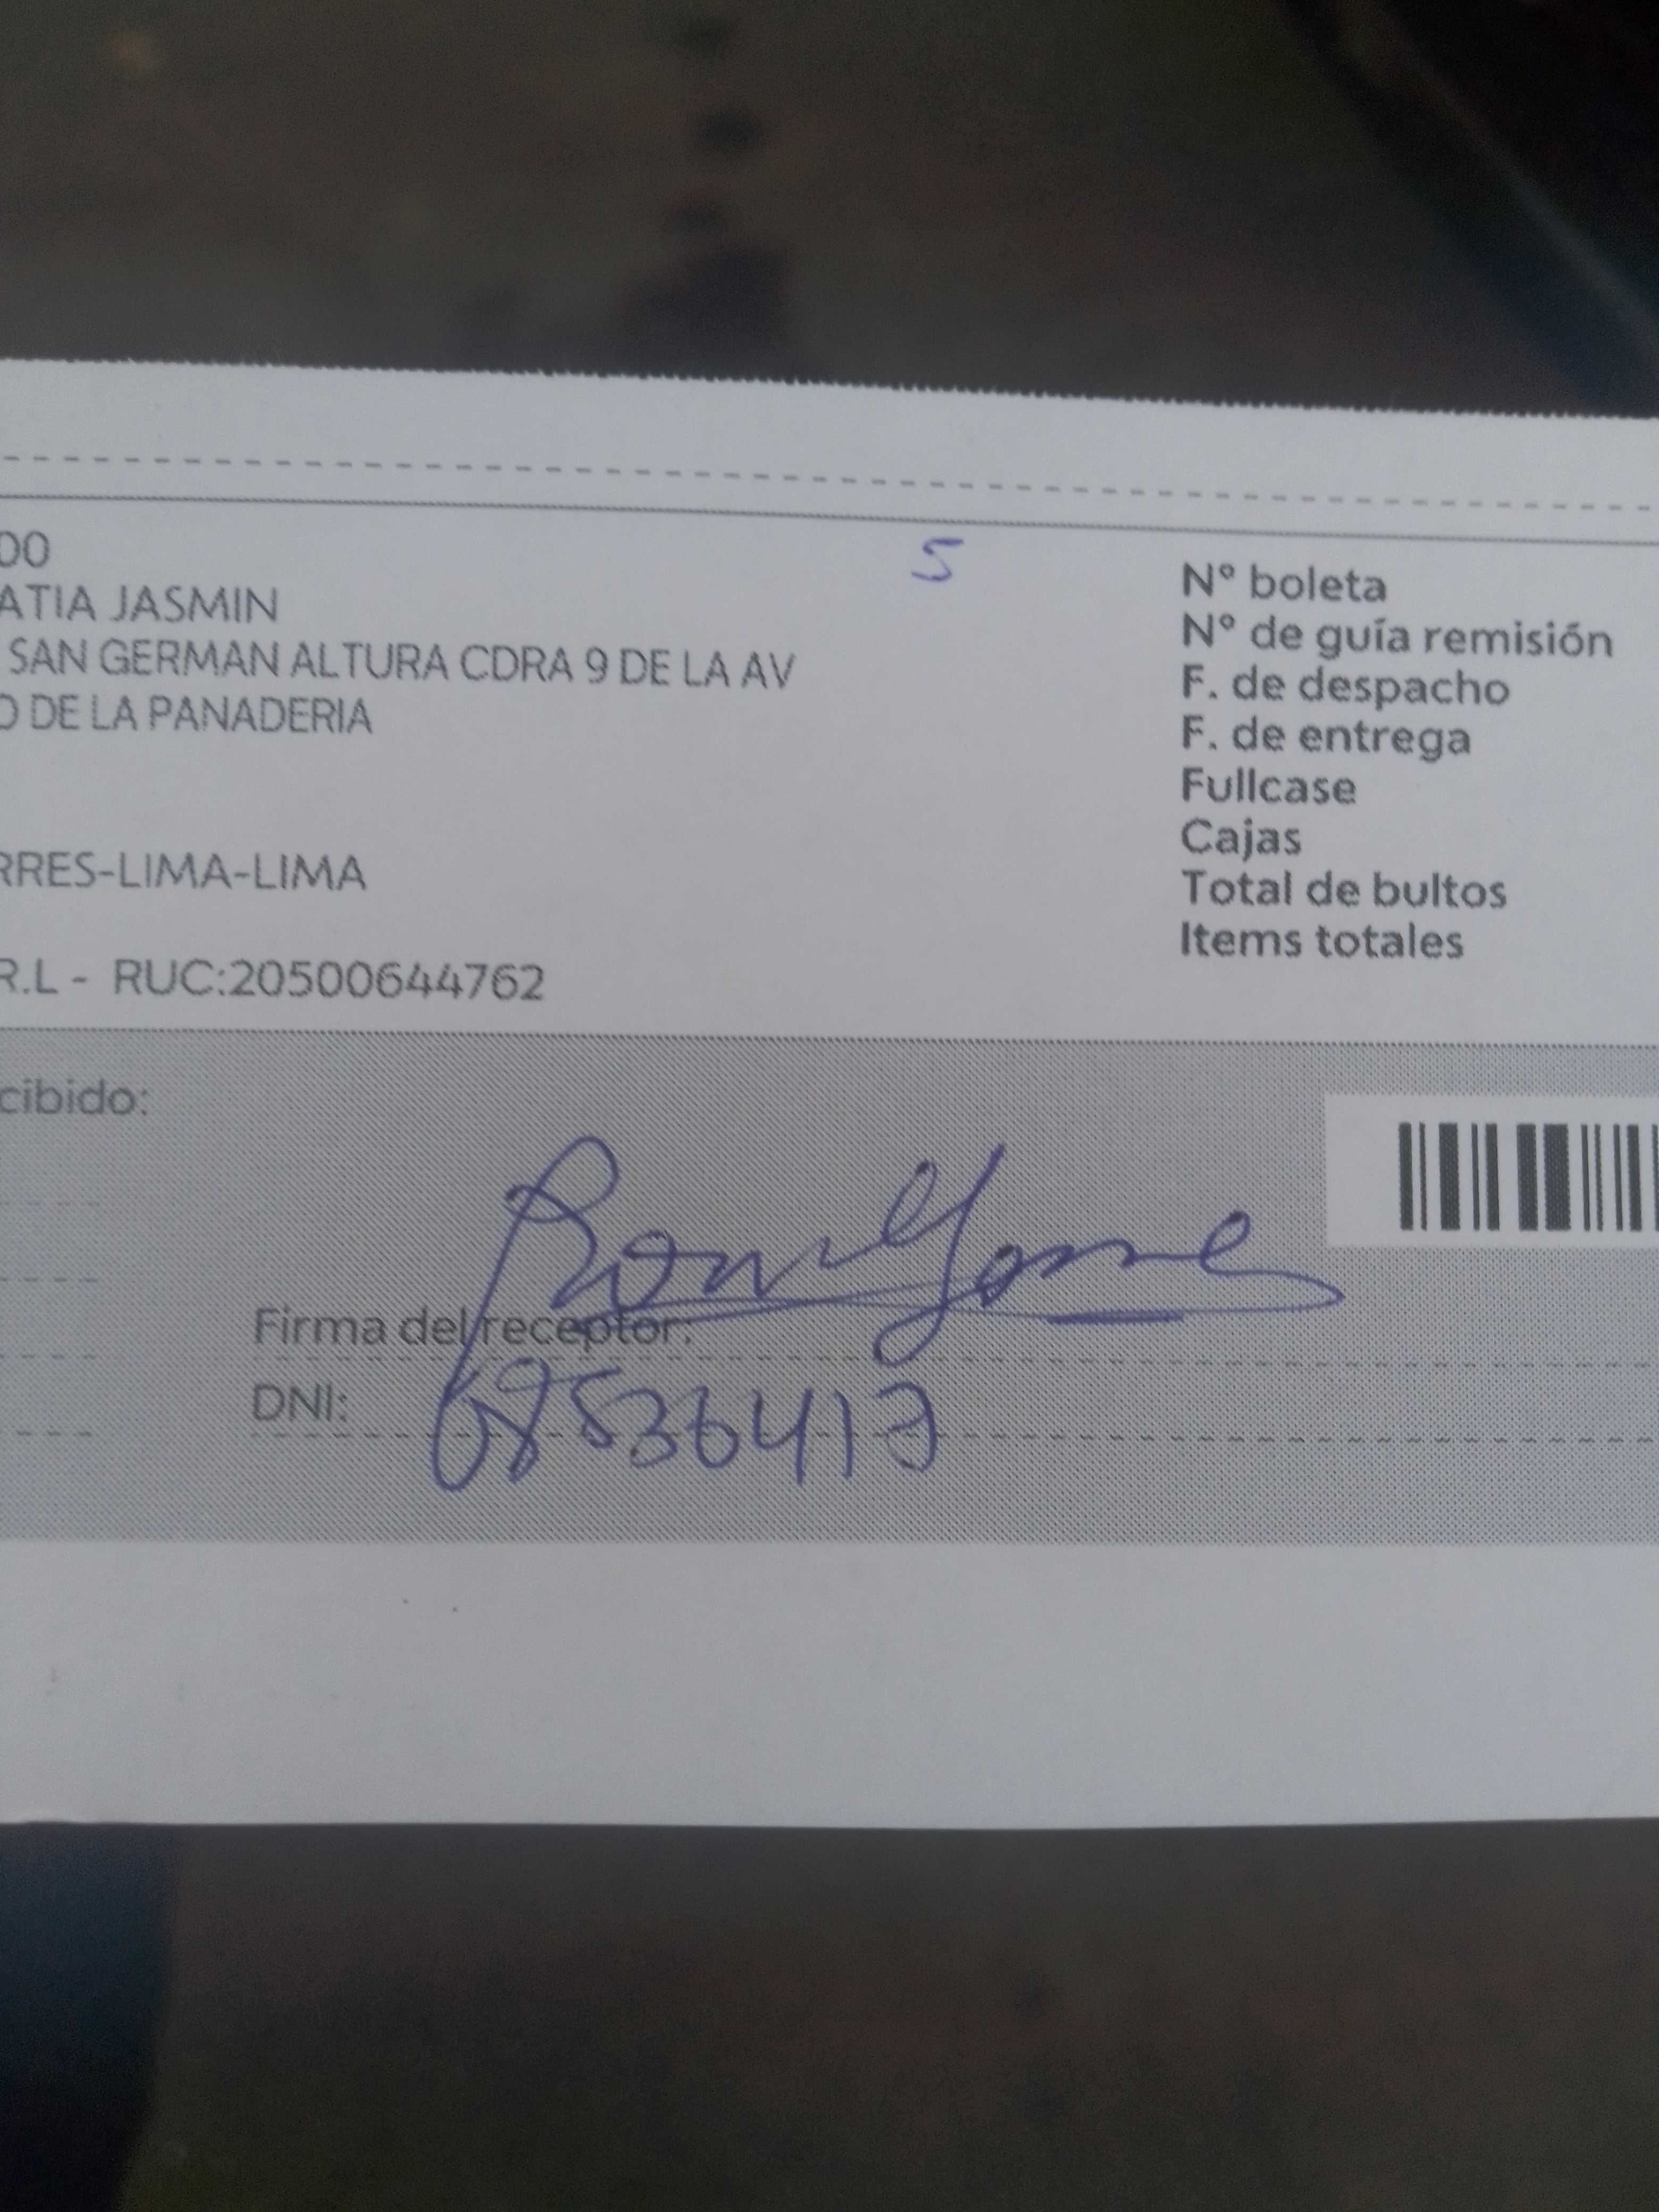 00
ATIA JASMIN
SAN GERMAN ALTURA CDRA 9 DE LA AV
O DE LA PANADERIA
RRES-LIMA-LIMA
R.L - RUC:20500644762
5
N° boleta
N° de guía remisión
F. de despacho
F. de entrega
Fullcase
Cajas
Total de bultos
Items totales
cibido:
Firma del receptor:
DNI: